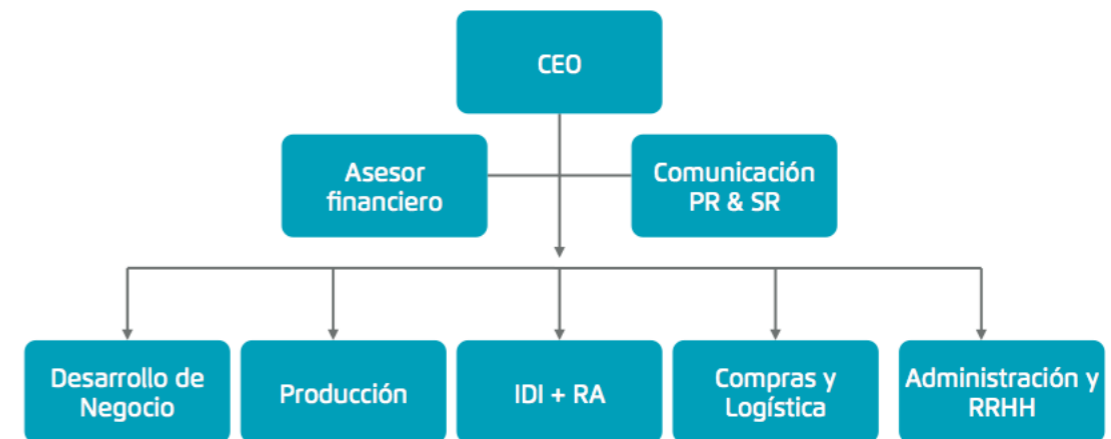 CEO
Asesor
financiero
Comunicación
PR & SR
Desarrollo de
Negocio
Producción
IDI + RA
Compras y
Logística
Administración y
RRHH